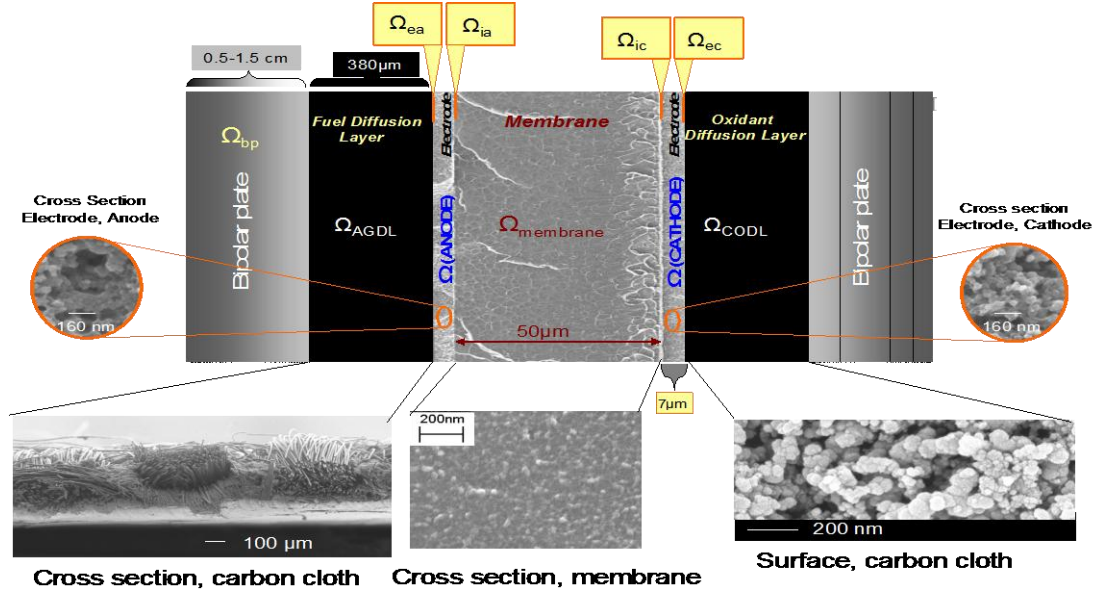 Ωea
Ωia
Ωic
Ωec
0.5-1.5 cm
380µm
Fuel Diffusion
Layer
Electrode
Membrane
Electrode
Oxidant
Diffusion Layer
Ωbp
Bipolar plate
ΩAGDL
Ω(ANODE)
Ωmembrane
Ω(CATHODE)
ΩCODL
Bipolar plate
Cross Section
Electrode, Anode
160 nm
Cross section
Electrode, Cathode
160 nm
50µm
7µm
100 µm
Cross section, carbon cloth
200nm
Cross section, membrane
200 nm
Surface, carbon cloth